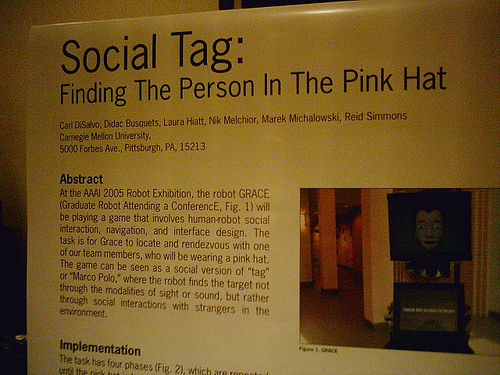 Social Tag:
Finding The Person In The Pink Hat
Carl DiSalvo, Didac Busquets, Laura Hiatt, Nik Melchior, Marek Michalowski, Reid Simmons
Carnegie Mellon University,
5000 Forbes Ave., Pittsburgh, PA, 15213
Abstract
At the AAAI 2005 Robot Exhibition, the robot GRACE
(Graduate Robot Attending a ConferencE, Fig. 1) will
be playing a game that involves human-robot social
interaction, navigation, and interface design. The
task is for Grace to locate and rendezvous with one
of our team members, who will be wearing a pink hat.
The game can be seen as a social version of "tag"
or "Marco Polo," where the robot finds the target not
through the modalities of sight or sound, but rather
through social interactions with strangers in the
environment.
Figure 1. GRACE
Implementation
The task has four phases (Fig. 2), which are
until the pink hat